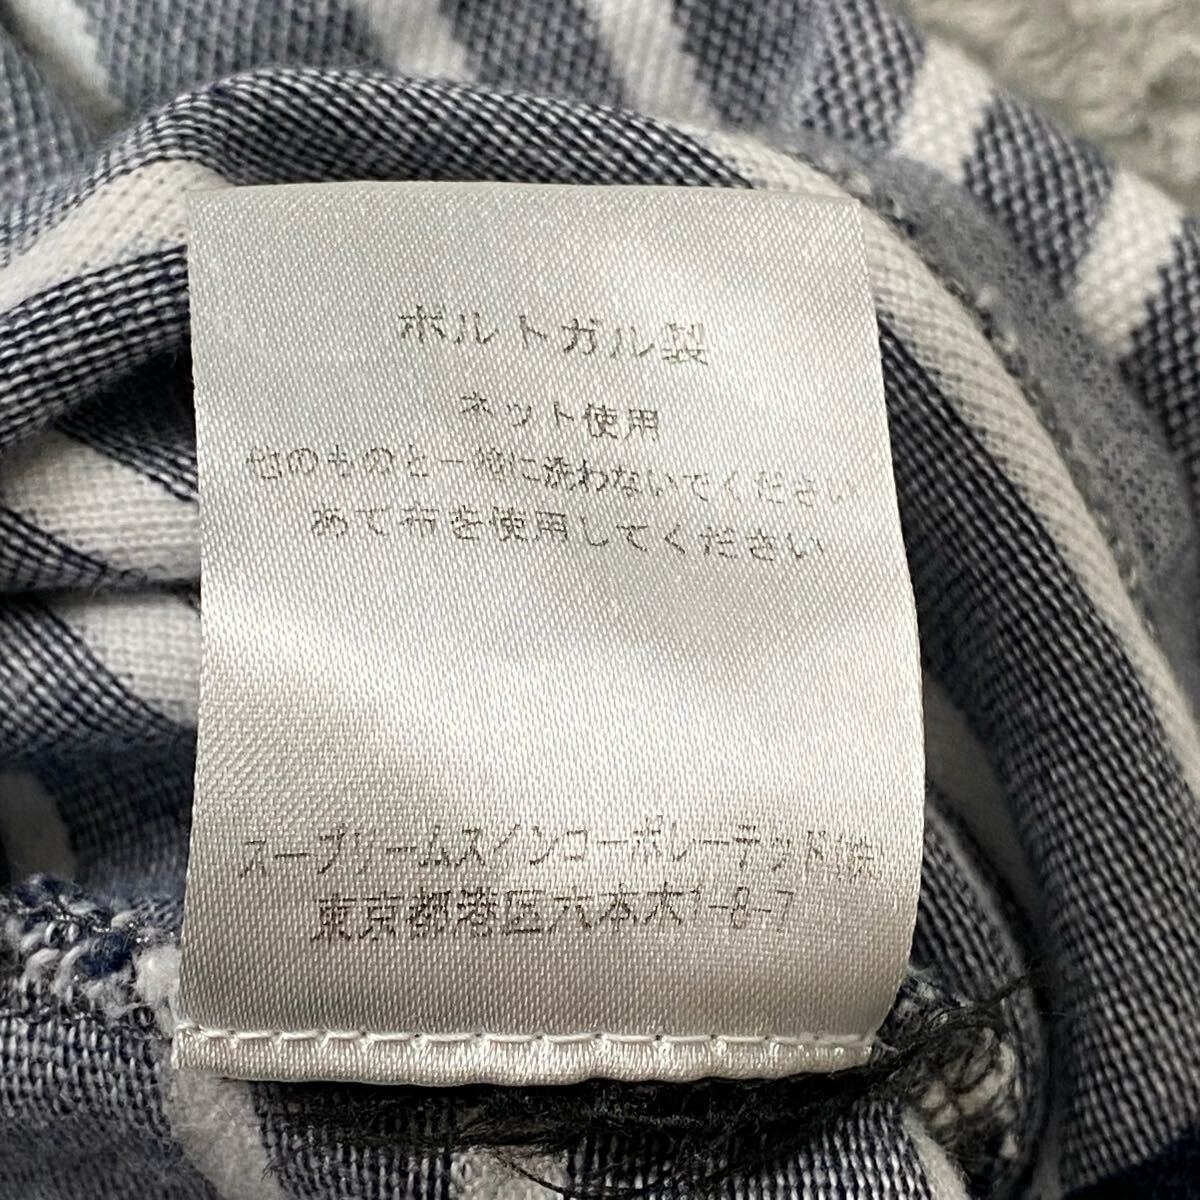 ポルトガル製
ネット使用
他のものと一緒に洗わないでください
あて布を使用してください
スープリームスインコーポレーテッド(株)
東京都港区六本木1-8-7